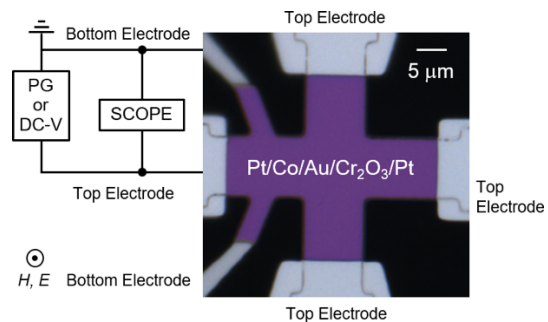 Top Electrode
Bottom Electrode
5 μm
PG
or
DC-V
SCOPE
Pt/Co/Au/Cr₂O₃/Pt
Top Electrode
Top
Electrode
H, E
Bottom Electrode
Top Electrode